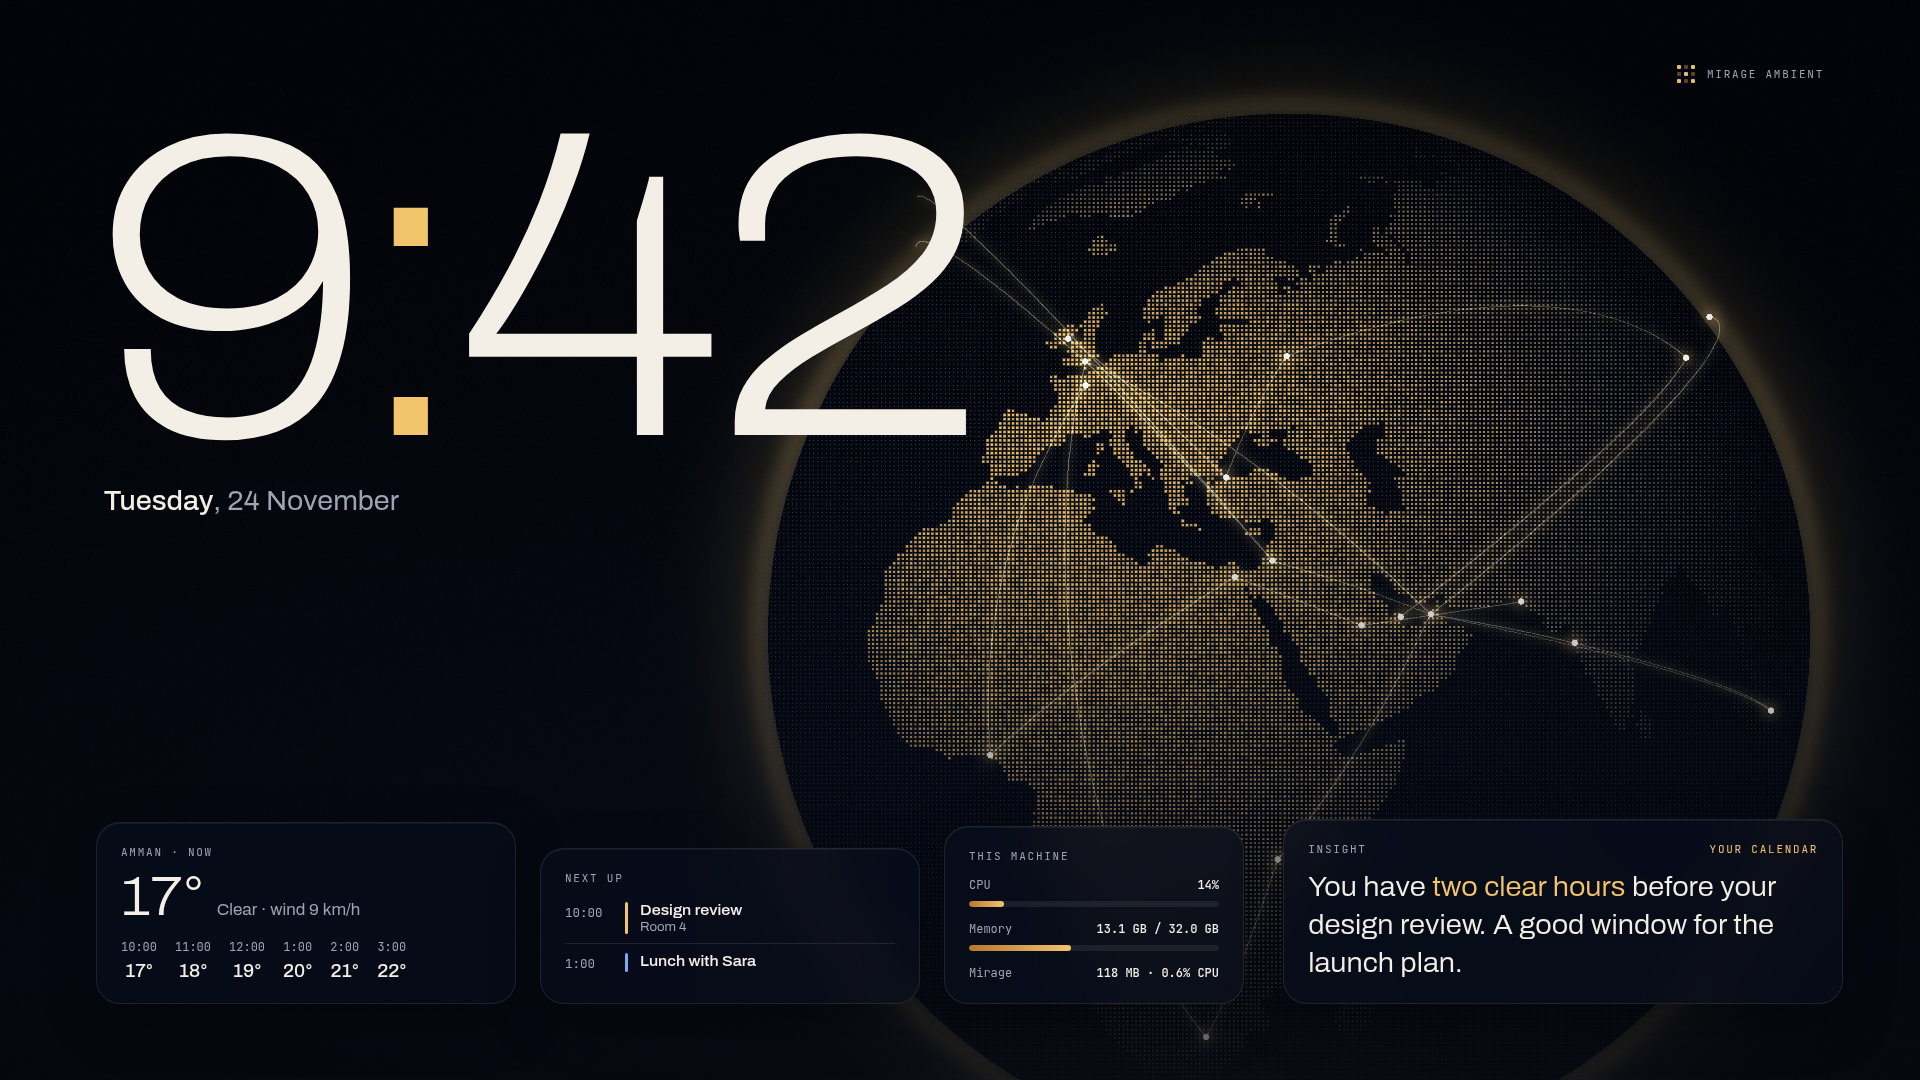 MIRAGE AMBIENT
9:42
Tuesday, 24 November
AMMAN · NOW
17° Clear · wind 9 km/h
10:00 11:00 12:00 1:00 2:00 3:00
17° 18° 19° 20° 21° 22°
NEXT UP
10:00 Design review
Room 4
1:00 Lunch with Sara
THIS MACHINE
CPU 14%
Memory 13.1 GB / 32.0 GB
Mirage 118 MB · 0.6% CPU
INSIGHT YOUR CALENDAR
You have two clear hours before your
design review. A good window for the
launch plan.